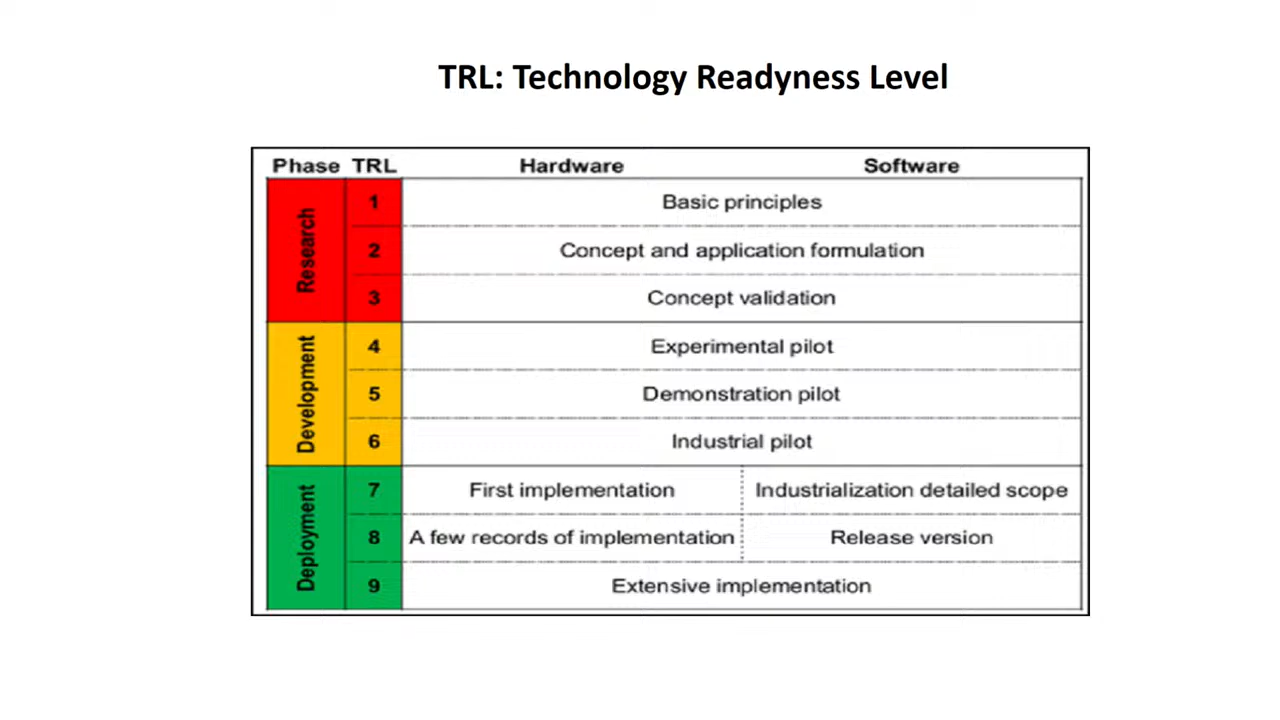 TRL: Technology Readyness Level
Phase TRL Hardware Software
Research
1 Basic principles
2 Concept and application formulation
3 Concept validation
Development
4 Experimental pilot
5 Demonstration pilot
6 Industrial pilot
Deployment
7 First implementation Industrialization detailed scope
8 A few records of implementation Release version
9 Extensive implementation